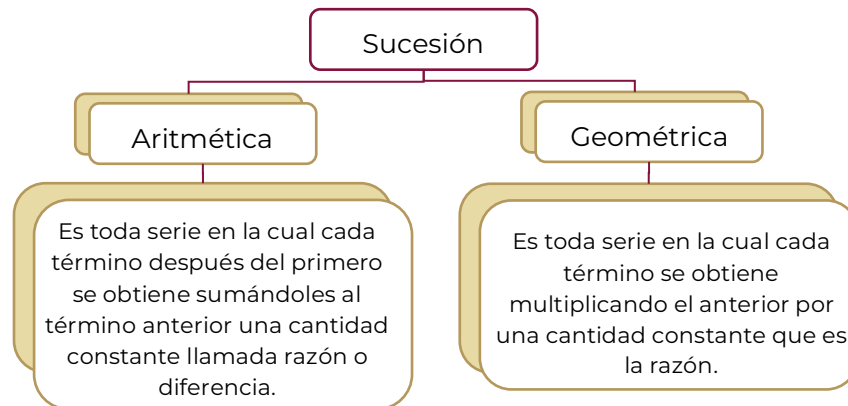 Sucesión
Aritmética
Geométrica
Es toda serie en la cual cada
término después del primero
se obtiene sumándoles al
término anterior una cantidad
constante llamada razón o
diferencia.
Es toda serie en la cual cada
término se obtiene
multiplicando el anterior por
una cantidad constante que es
la razón.